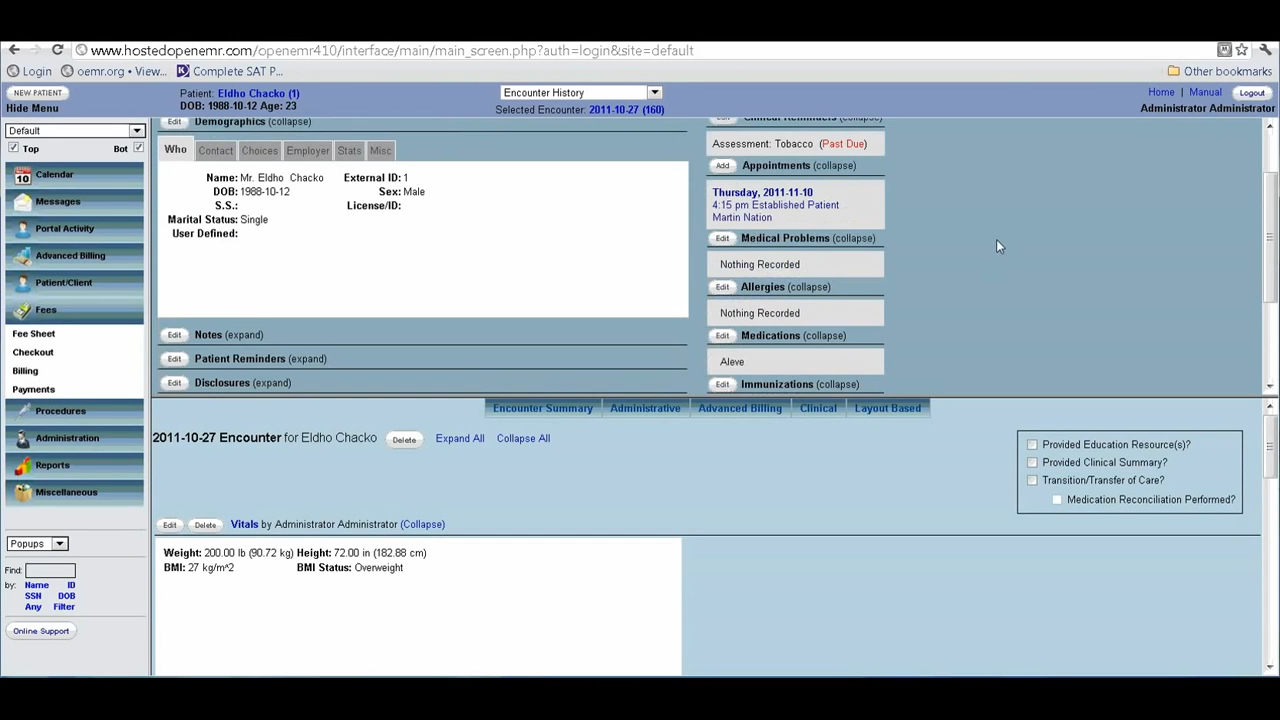 www.hostedopenemr.com/openemr410/interface/main/main_screen.php?auth=login&site=default
Login oemr.org • View... Complete SAT P... Other bookmarks
NEW PATIENT
Hide Menu
Patient: Eldho Chacko (1)
DOB: 1988-10-12 Age: 23
Encounter History
Selected Encounter: 2011-10-27 (160)
Home | Manual Logout
Administrator Administrator
Default
Top Bot
10 Calendar
Messages
Portal Activity
Advanced Billing
Patient/Client
Fees
Fee Sheet
Checkout
Billing
Payments
Procedures
Administration
Reports
Miscellaneous
Popups
Find:
by: Name ID
SSN DOB
Any Filter
Online Support
Edit Demographics (collapse)
Who Contact Choices Employer Stats Misc
Name: Mr. Eldho Chacko External ID: 1
DOB: 1988-10-12 Sex: Male
S.S.: License/ID:
Marital Status: Single
User Defined:
Edit Notes (expand)
Edit Patient Reminders (expand)
Edit Disclosures (expand)
Edit Clinical Reminders (collapse)
Assessment: Tobacco (Past Due)
Add Appointments (collapse)
Thursday, 2011-11-10
4:15 pm Established Patient
Martin Nation
Edit Medical Problems (collapse)
Nothing Recorded
Edit Allergies (collapse)
Nothing Recorded
Edit Medications (collapse)
Aleve
Edit Immunizations (collapse)
Encounter Summary Administrative Advanced Billing Clinical Layout Based
2011-10-27 Encounter for Eldho Chacko Delete Expand All Collapse All
Provided Education Resource(s)?
Provided Clinical Summary?
Transition/Transfer of Care?
Medication Reconciliation Performed?
Edit Delete Vitals by Administrator Administrator (Collapse)
Weight: 200.00 lb (90.72 kg) Height: 72.00 in (182.88 cm)
BMI: 27 kg/m^2 BMI Status: Overweight